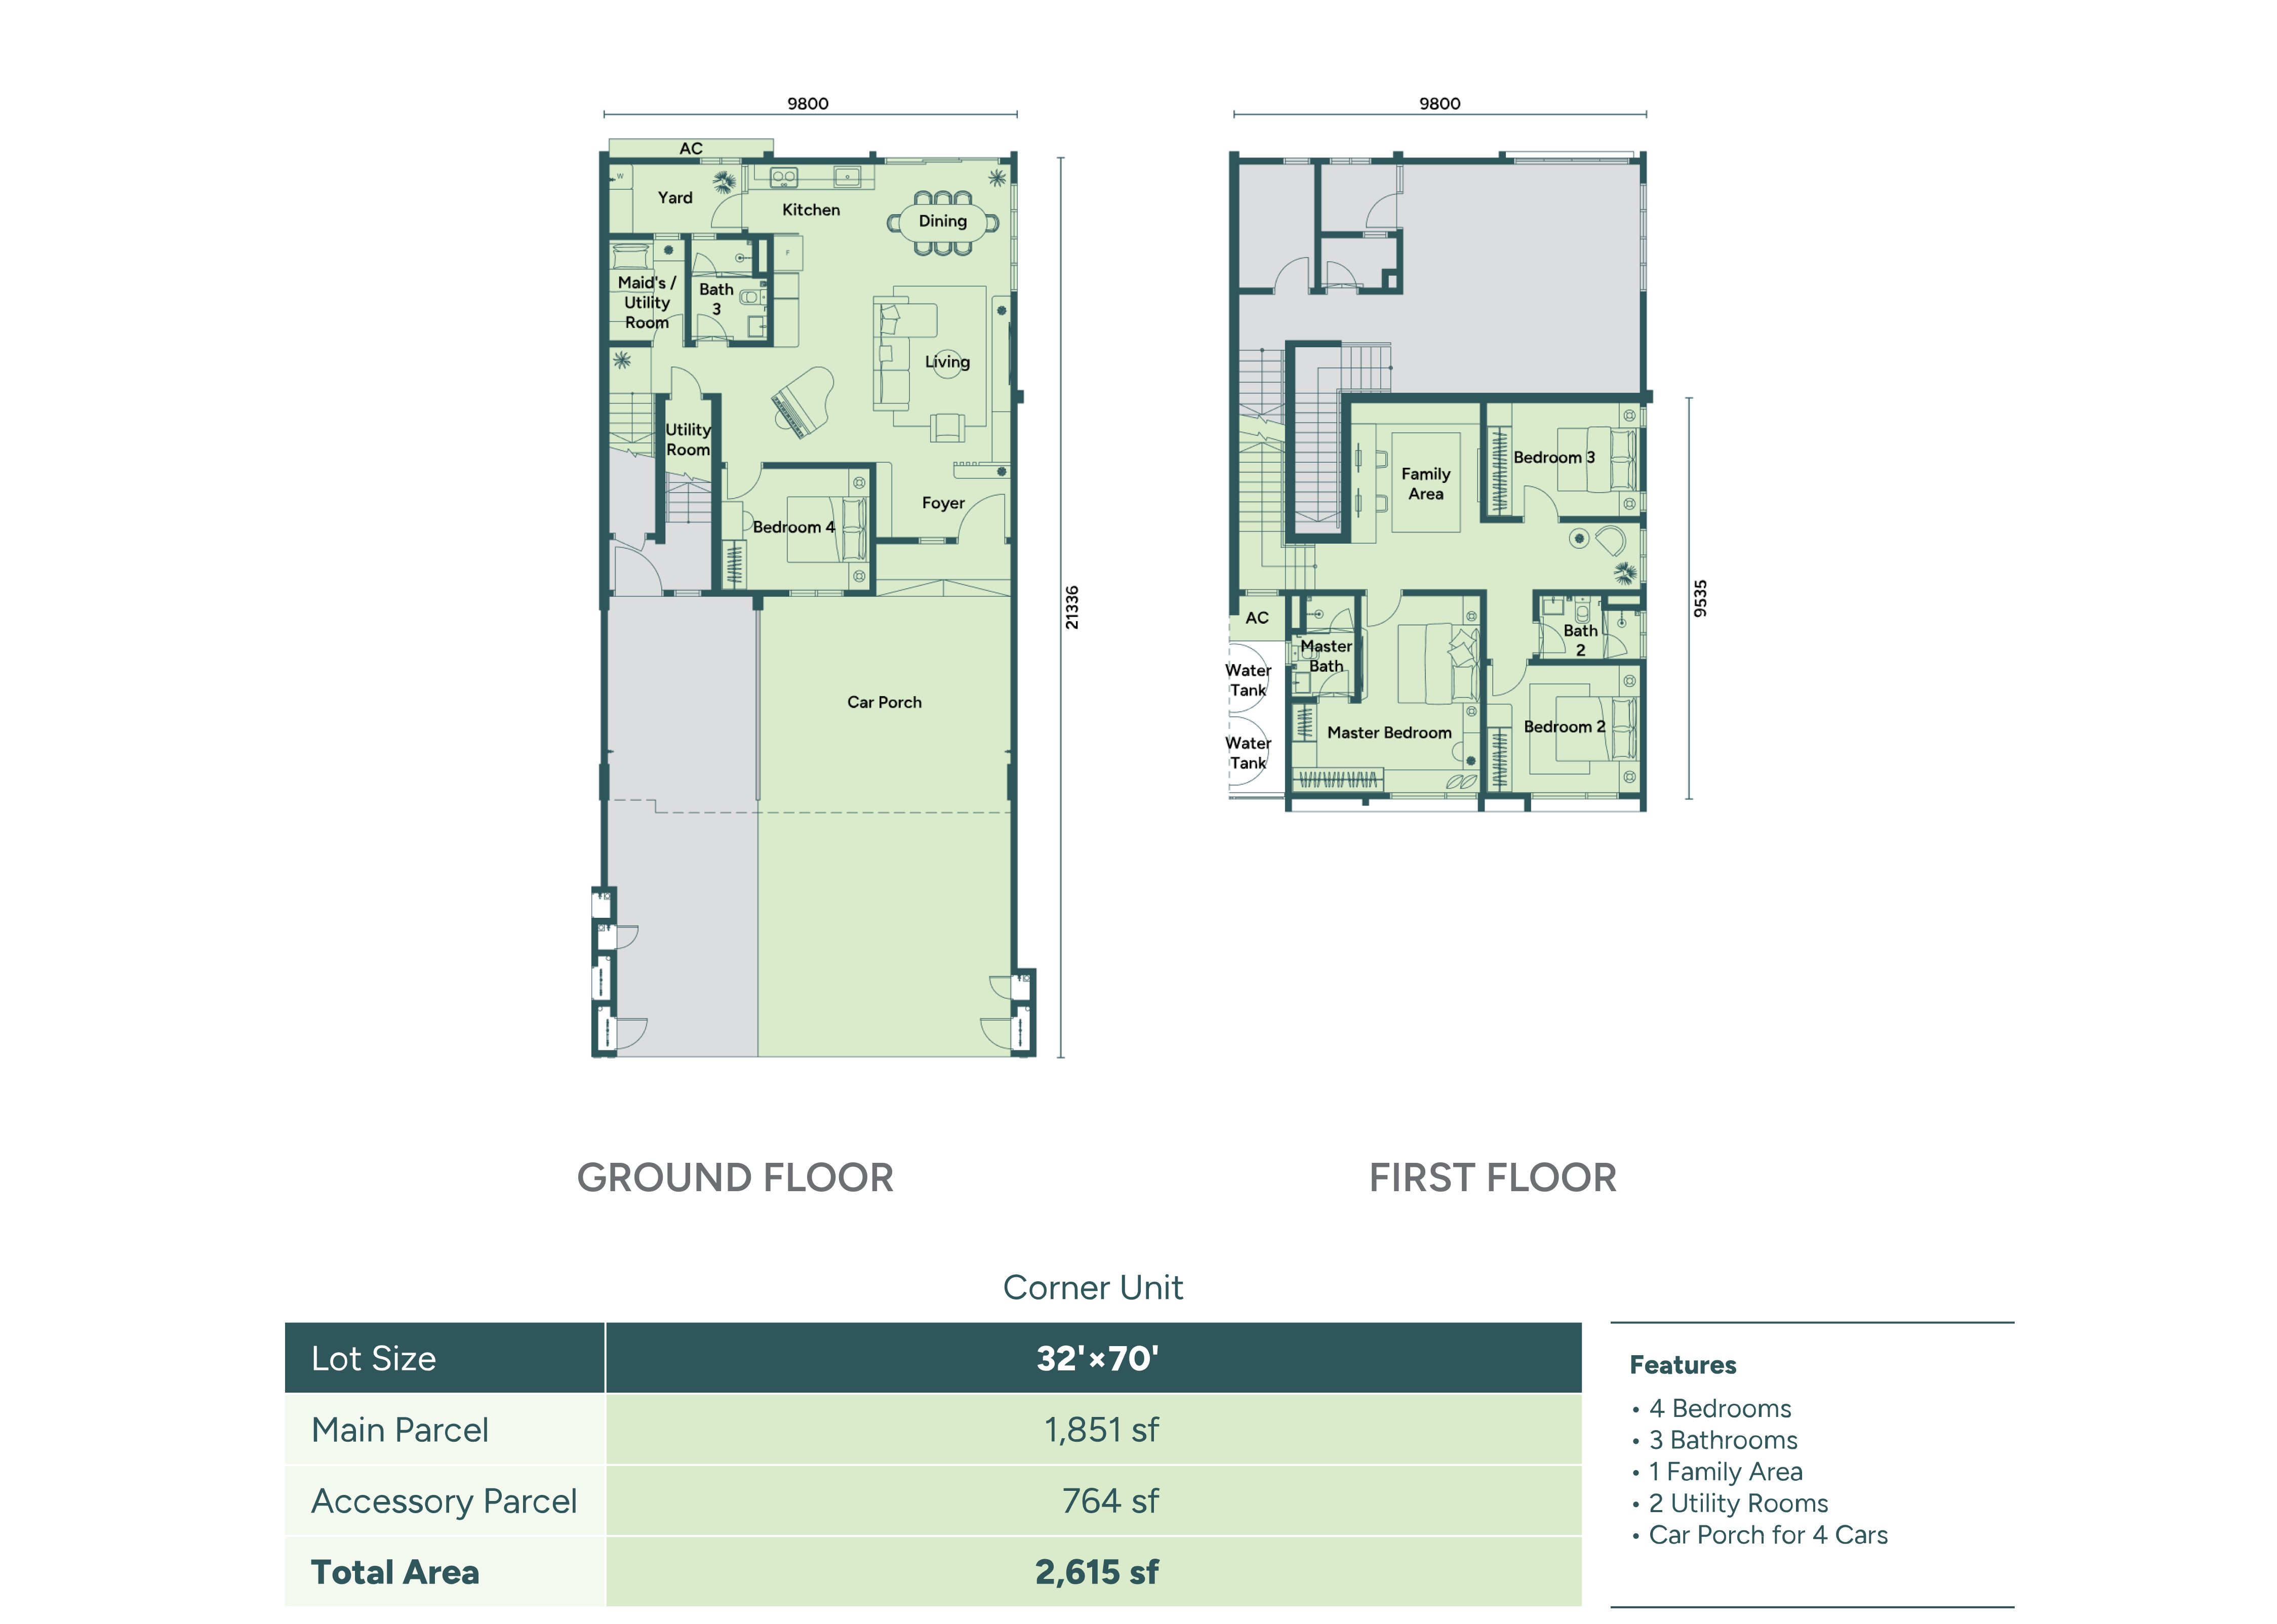 9800
AC
W
Yard
Kitchen
Dining
F
Maid's /
Utility
Room
Bath
3
Living
Utility
Room
Foyer
Bedroom 4
21336
Car Porch
GROUND FLOOR
9800
Family
Area
Bedroom 3
9535
AC
Master
Bath
Bath
2
Water
Tank
Master Bedroom
Bedroom 2
Water
Tank
FIRST FLOOR
Corner Unit
Lot Size 32'×70'
Main Parcel 1,851 sf
Accessory Parcel 764 sf
Total Area 2,615 sf
Features
• 4 Bedrooms
• 3 Bathrooms
• 1 Family Area
• 2 Utility Rooms
• Car Porch for 4 Cars